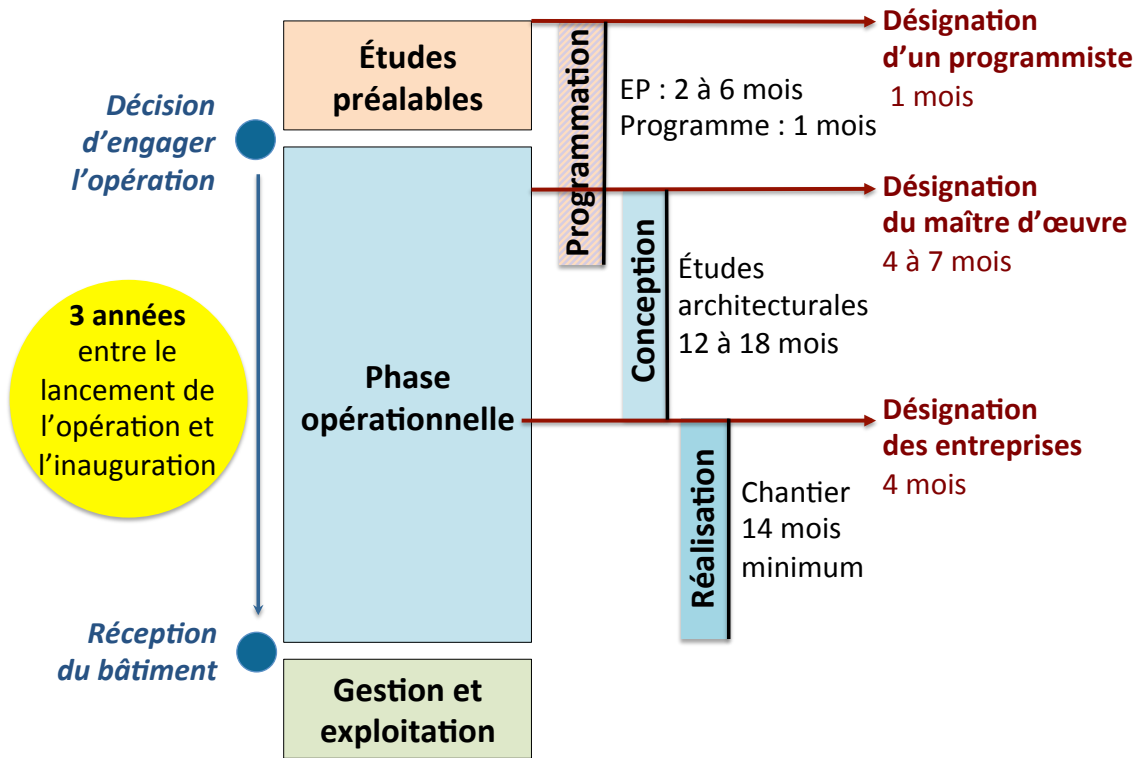 Études
préalables
Décision
d’engager
l’opération
3 années
entre le
lancement de
l’opération et
l’inauguration
Phase
opérationnelle
Réception
du bâtiment
Gestion et
exploitation
Programmation
EP : 2 à 6 mois
Programme : 1 mois
Conception
Études
architecturales
12 à 18 mois
Réalisation
Chantier
14 mois
minimum
Désignation
d’un programmiste
1 mois
Désignation
du maître d’œuvre
4 à 7 mois
Désignation
des entreprises
4 mois